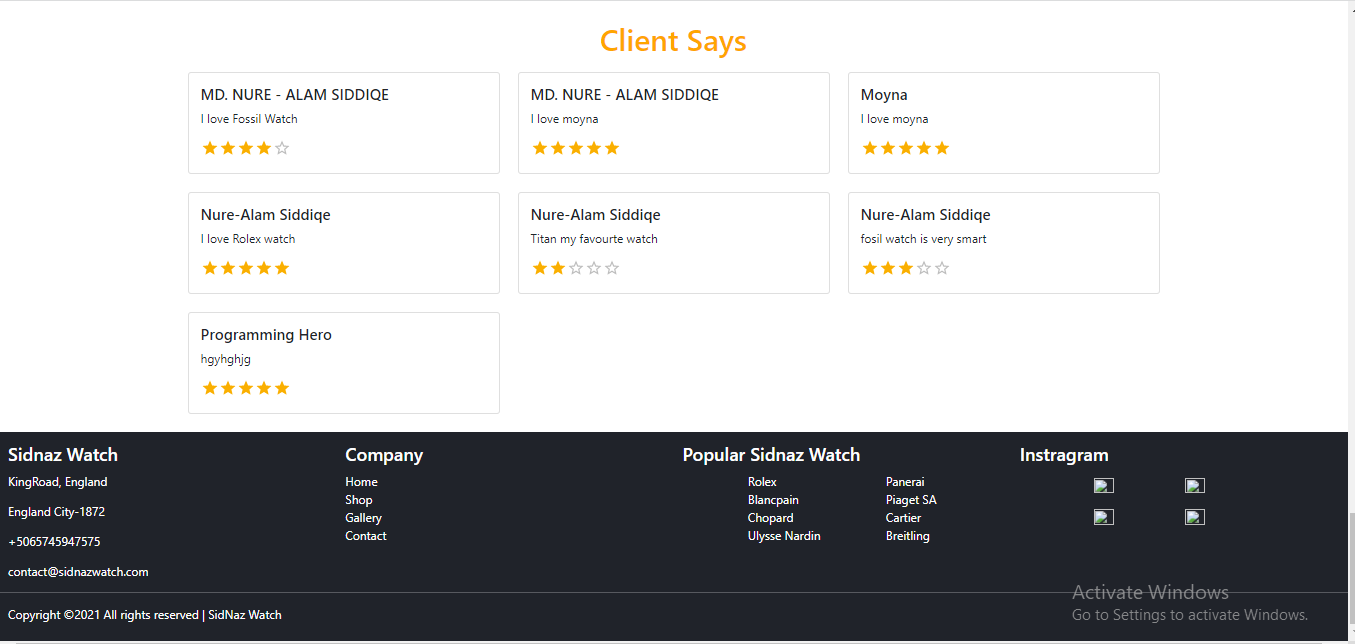 Client Says
MD. NURE - ALAM SIDDIQE
I love Fossil Watch
MD. NURE - ALAM SIDDIQE
I love moyna
Moyna
I love moyna
Nure-Alam Siddiqe
I love Rolex watch
Nure-Alam Siddiqe
Titan my favourte watch
Nure-Alam Siddiqe
fosil watch is very smart
Programming Hero
hgyhghjg
Sidnaz Watch
KingRoad, England
England City-1872
+5065745947575
contact@sidnazwatch.com
Company
Home
Shop
Gallery
Contact
Popular Sidnaz Watch
Rolex
Blancpain
Chopard
Ulysse Nardin
Panerai
Piaget SA
Cartier
Breitling
Instragram
Copyright ©2021 All rights reserved | SidNaz Watch
Activate Windows
Go to Settings to activate Windows.